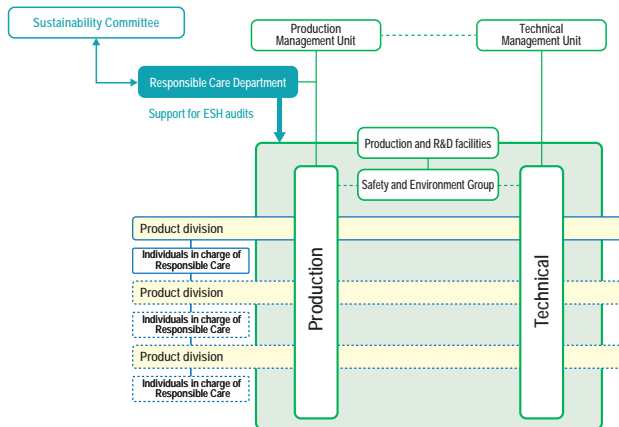 Sustainability Committee
Production
Management Unit
Technical
Management Unit
Responsible Care Department
Support for ESH audits
Production and R&D facilities
Safety and Environment Group
Production
Technical
Product division
Individuals in charge of
Responsible Care
Product division
Individuals in charge of
Responsible Care
Product division
Individuals in charge of
Responsible Care